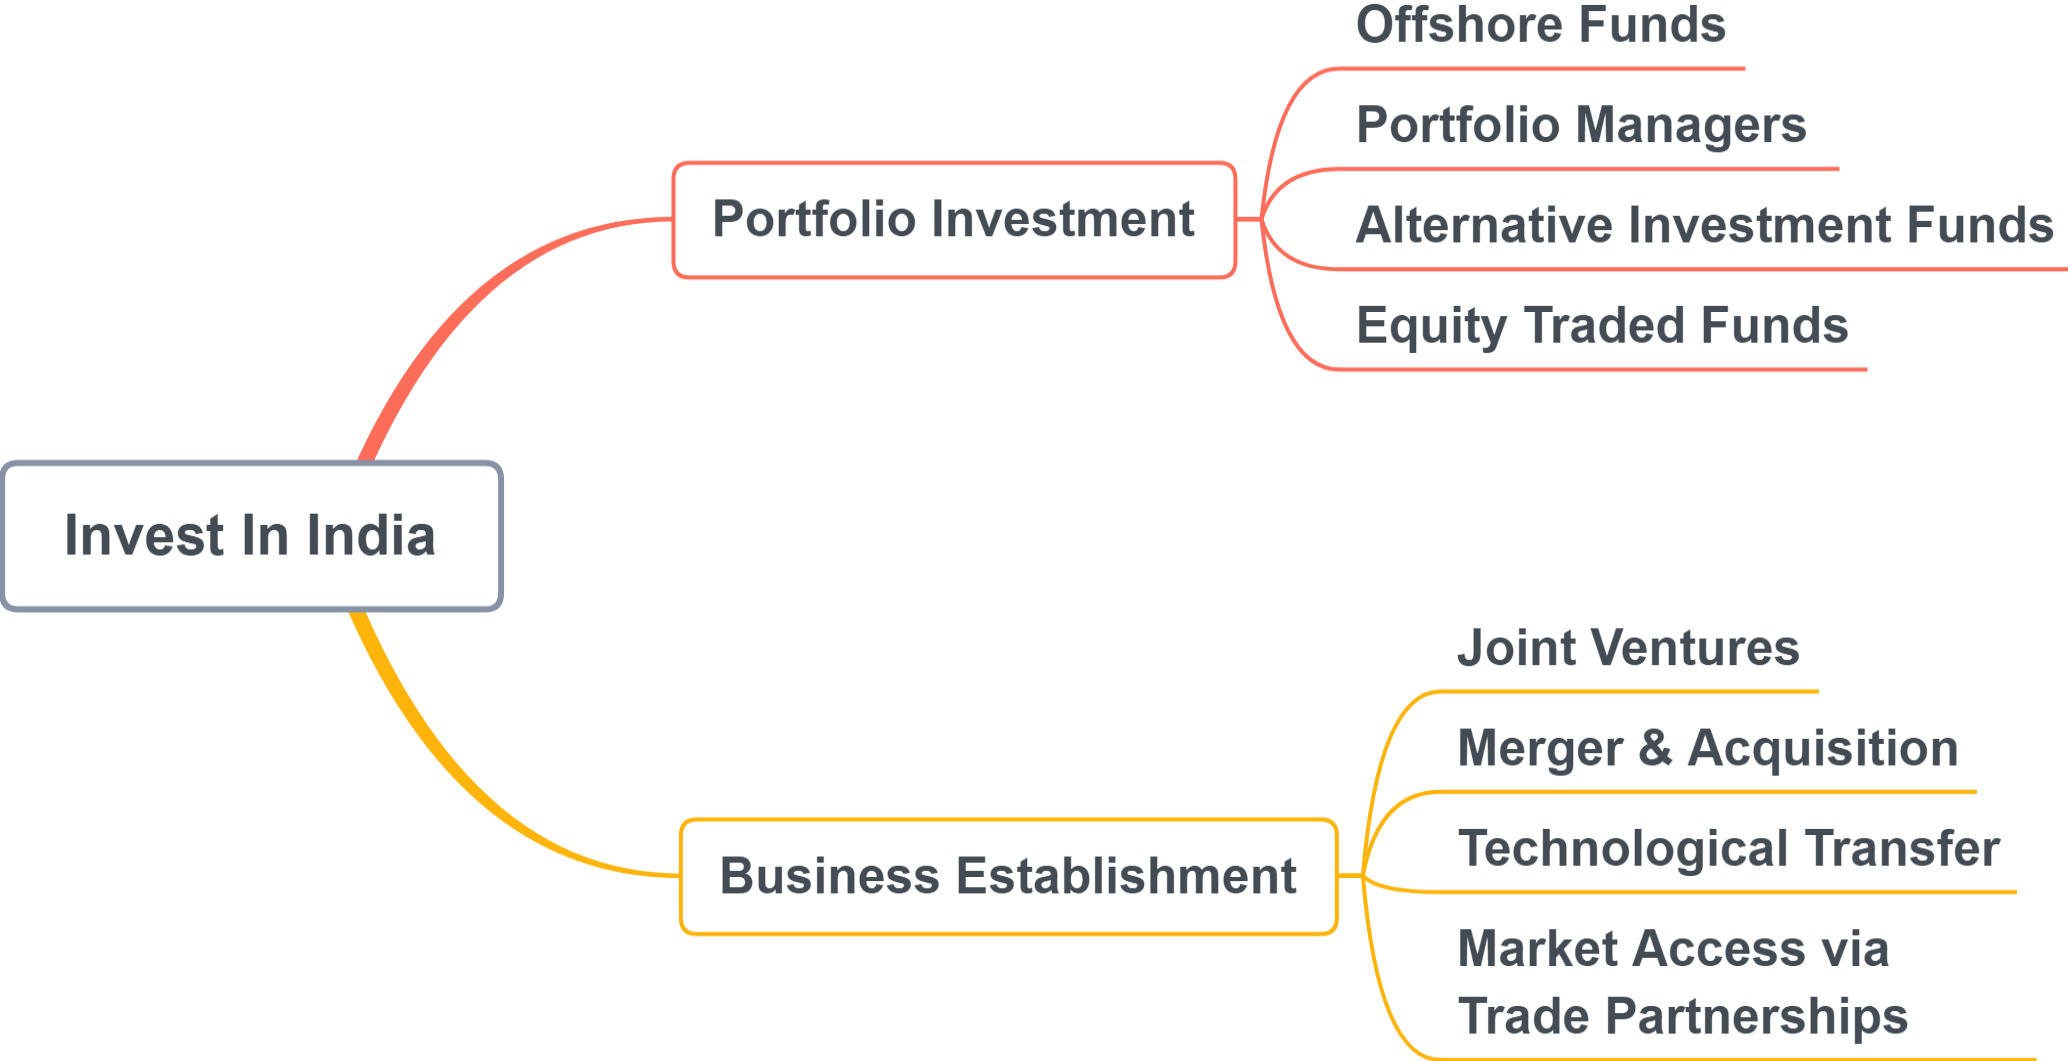 Offshore Funds
Portfolio Managers
Portfolio Investment
Alternative Investment Funds
Equity Traded Funds
Invest In India
Joint Ventures
Merger & Acquisition
Technological Transfer
Business Establishment
Market Access via
Trade Partnerships